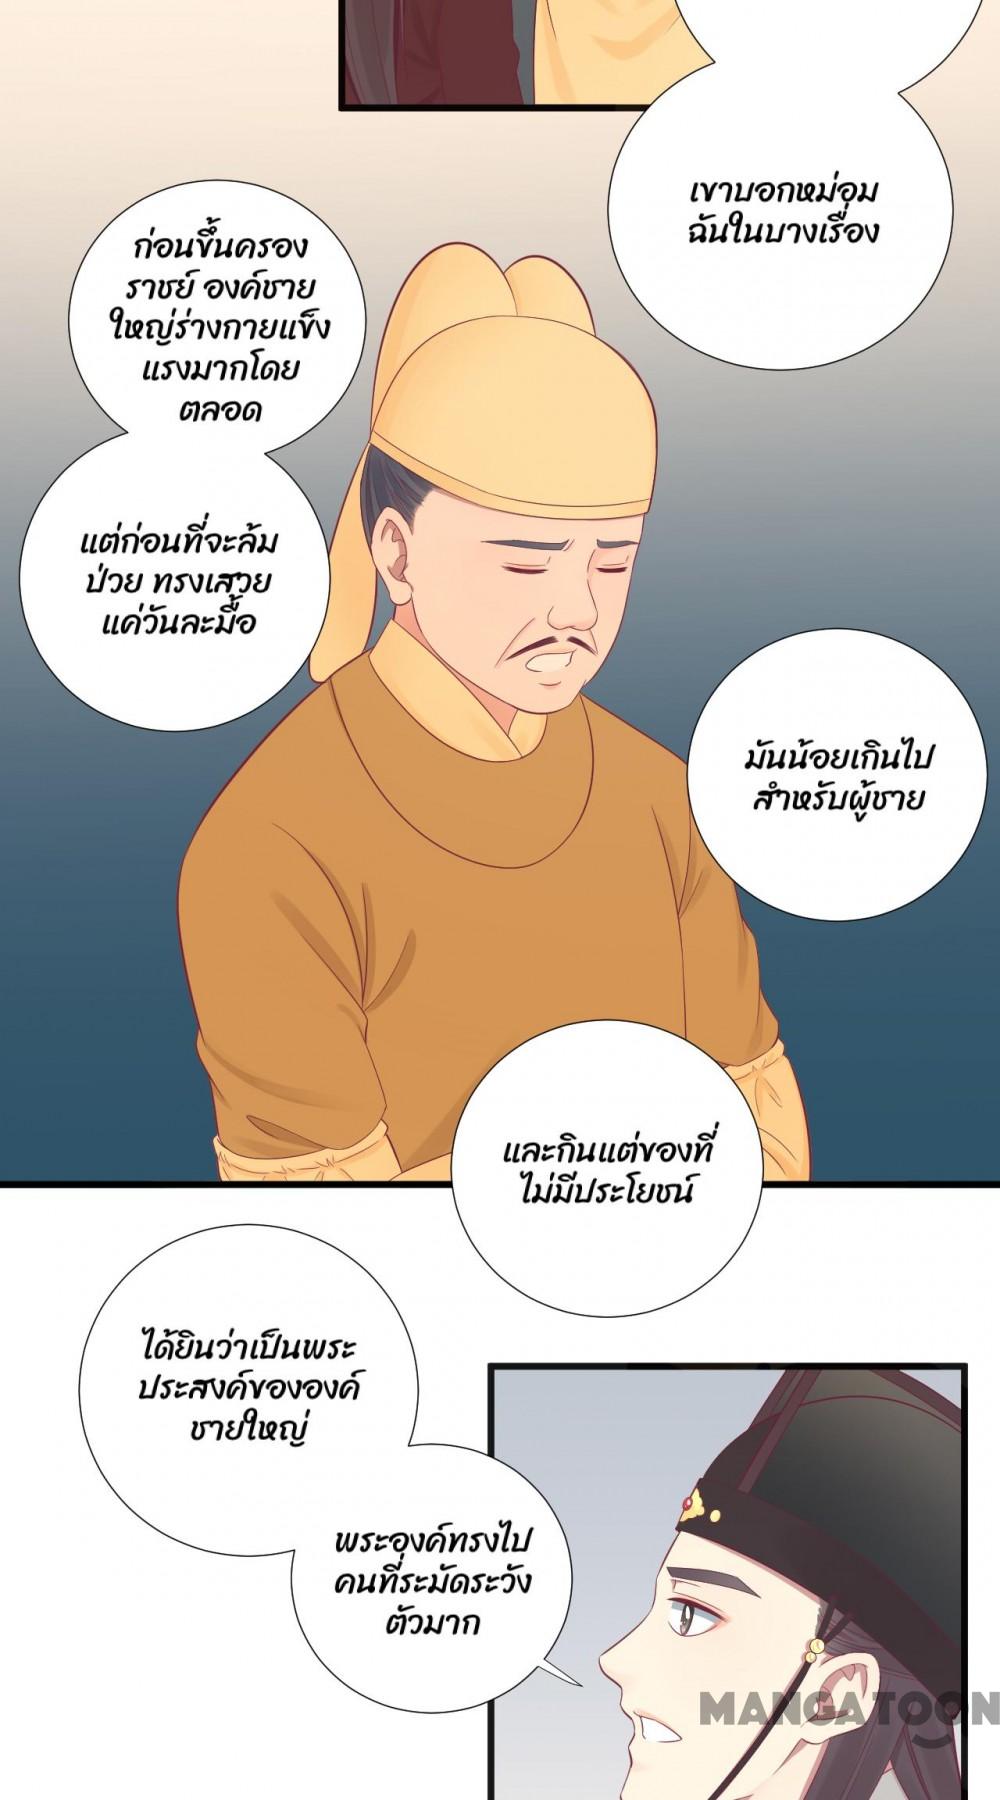 เขาบอกหม่อม
ฉันในบางเรื่อง
ก่อนขึ้นครอง
ราชย์ องค์ชาย
ใหญ่ร่างกายแข็ง
แรงมากโดย
ตลอด
แต่ก่อนที่จะล้ม
ป่วย ทรงเสวย
แค่วันละมื้อ
มันน้อยเกินไป
สำหรับผู้ชาย
และกินแต่ของที่
ไม่มีประโยชน์
ได้ยินว่าเป็นพระ
ประสงค์ขององค์
ชายใหญ่
พระองค์ทรงไป
คนที่ระมัดระวัง
ตัวมาก
MANGATOON